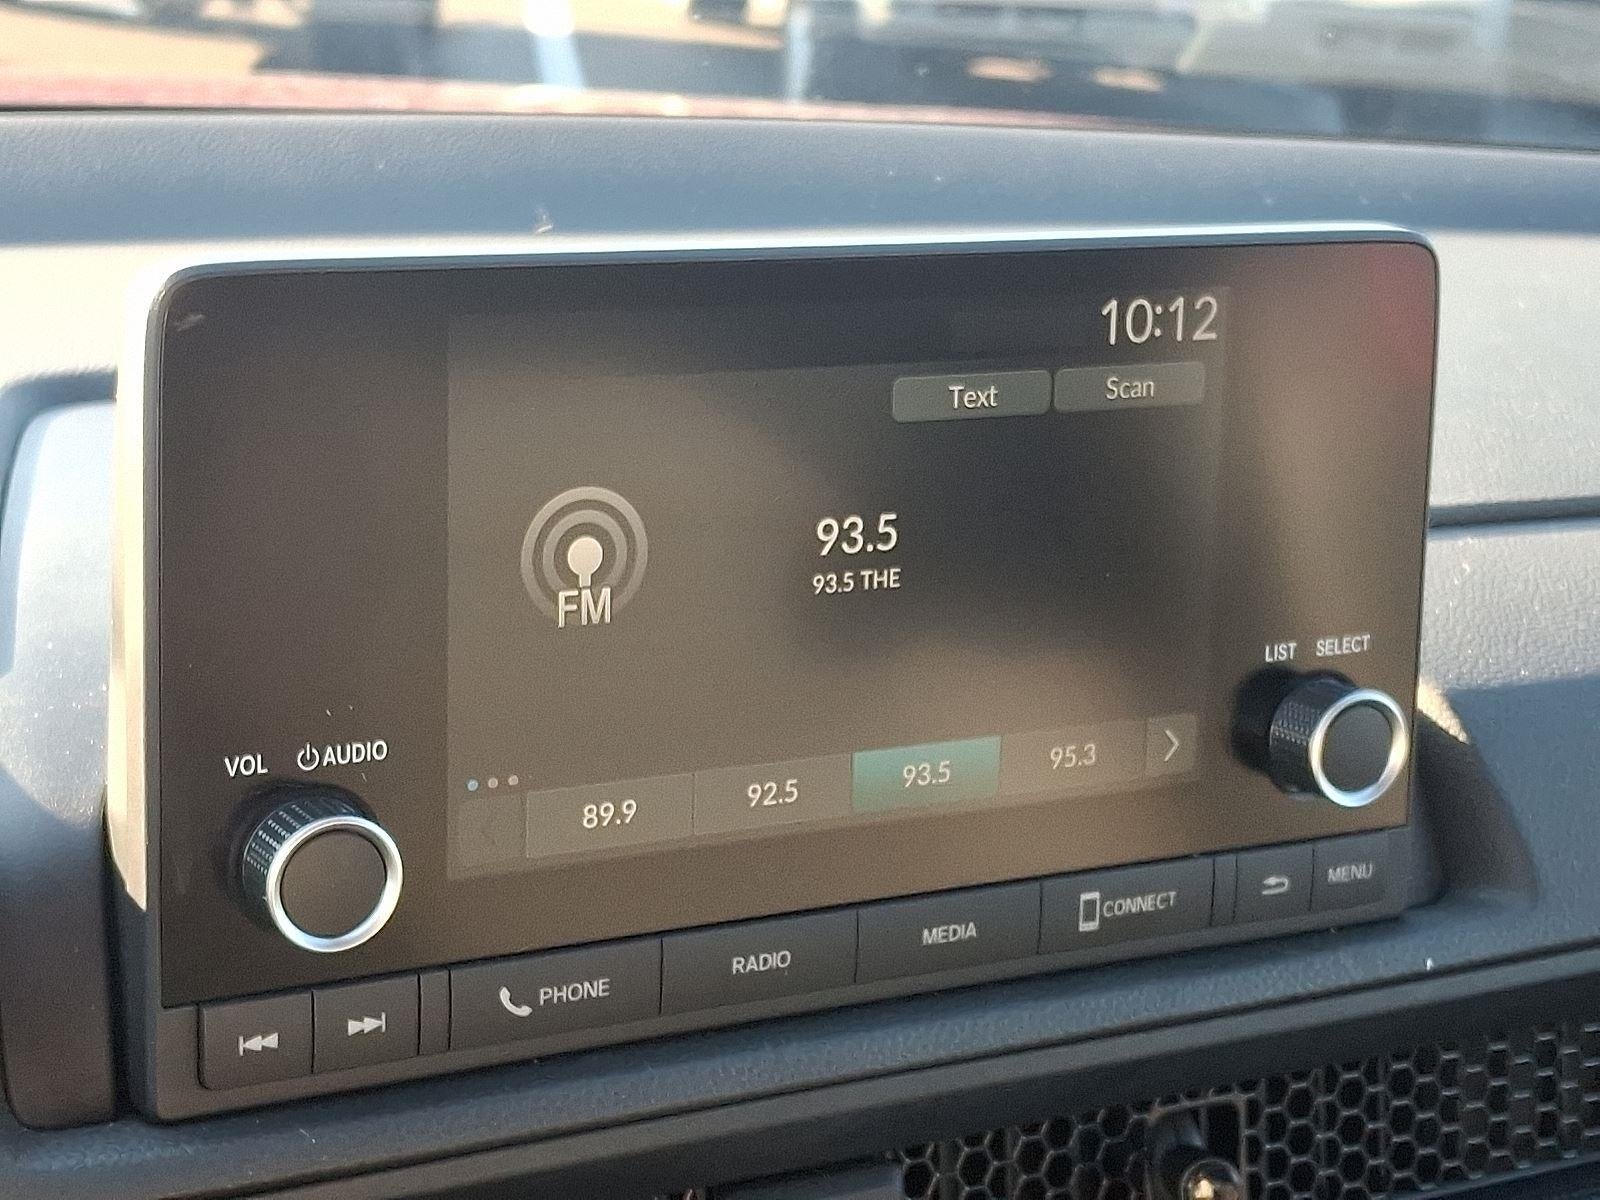 10:12
Text Scan
93.5
93.5 THE
FM
LIST SELECT
VOL AUDIO
89.9 92.5 93.5 95.3
PHONE RADIO MEDIA CONNECT MENU